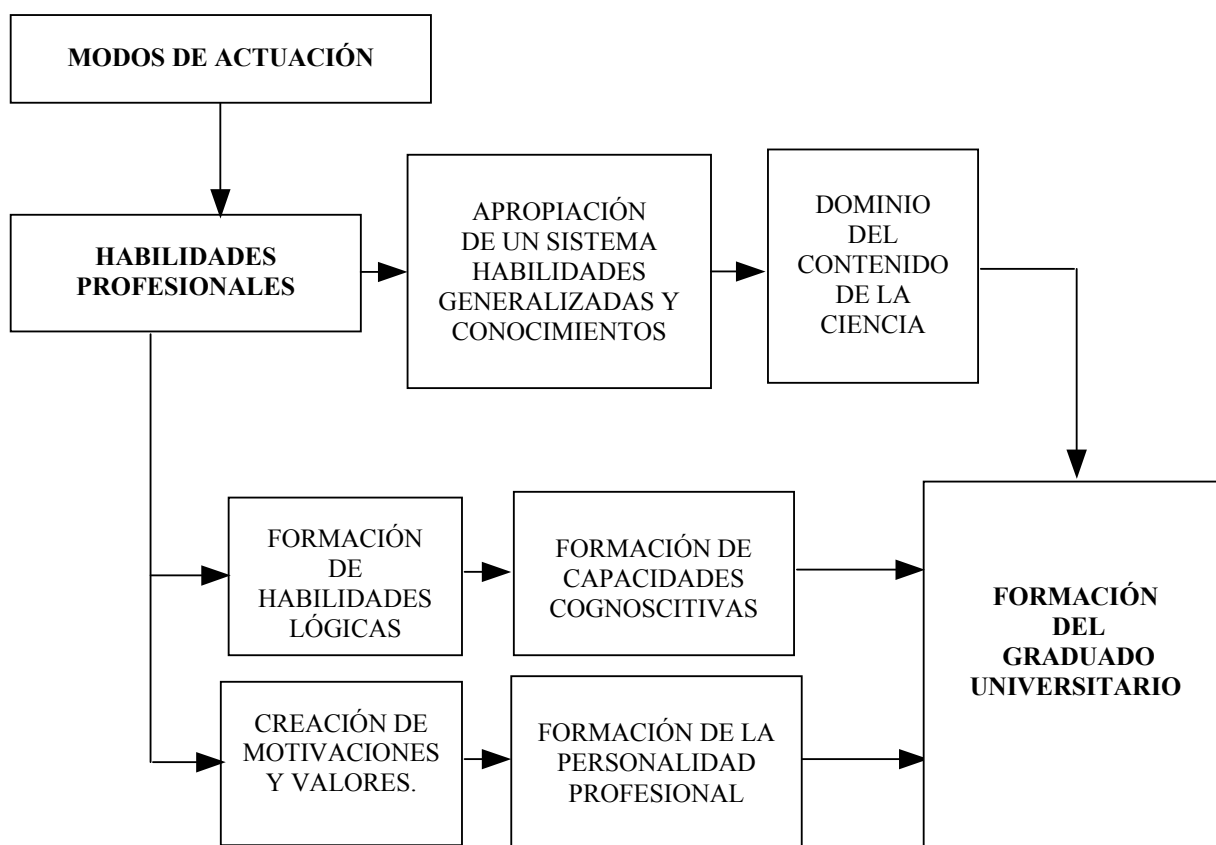 MODOS DE ACTUACIÓN
HABILIDADES
PROFESIONALES
APROPIACIÓN
DE UN SISTEMA
HABILIDADES
GENERALIZADAS Y
CONOCIMIENTOS
DOMINIO
DEL
CONTENIDO
DE LA
CIENCIA
FORMACIÓN
DE
HABILIDADES
LÓGICAS
FORMACIÓN DE
CAPACIDADES
COGNOSCITIVAS
CREACIÓN DE
MOTIVACIONES
Y VALORES.
FORMACIÓN DE LA
PERSONALIDAD
PROFESIONAL
FORMACIÓN
DEL
GRADUADO
UNIVERSITARIO